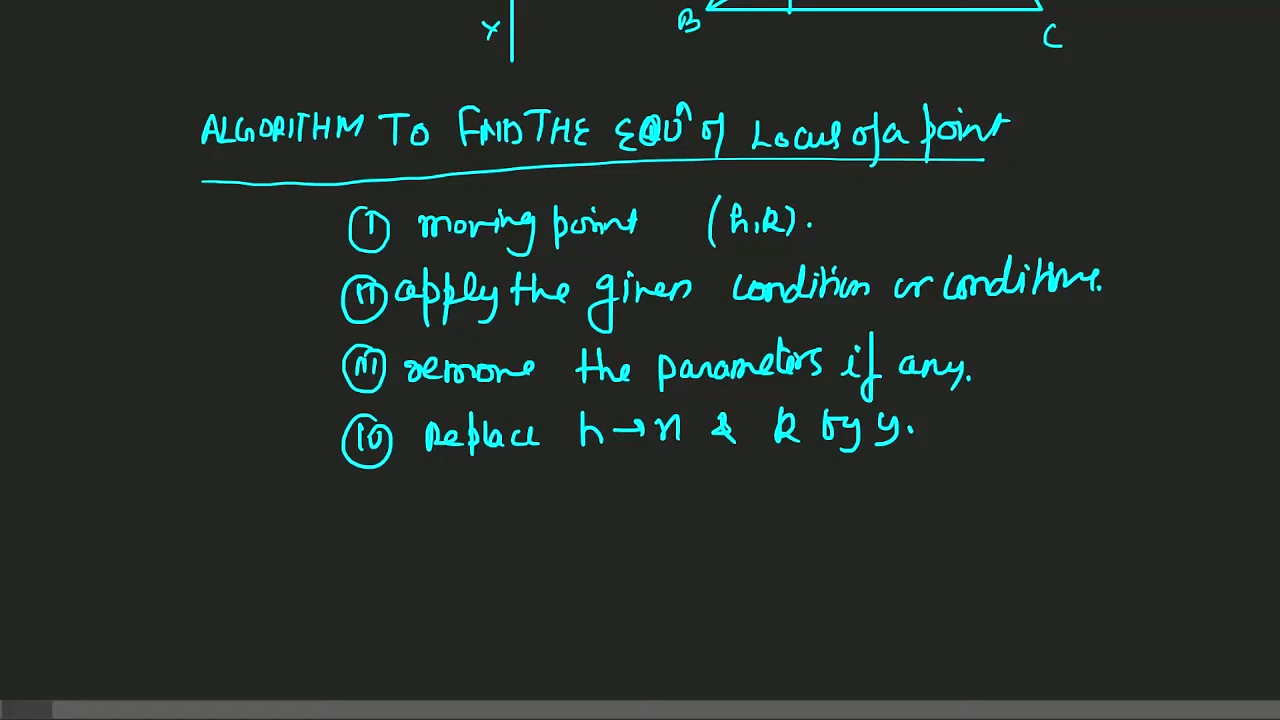 Y
B
C
ALGORITHM TO FIND THE EQUⁿ of Locus of a point
(I) moving point (h,k).
(II) apply the given condition or conditions.
(III) remove the parameters if any.
(IV) Replace h→x & k by y.